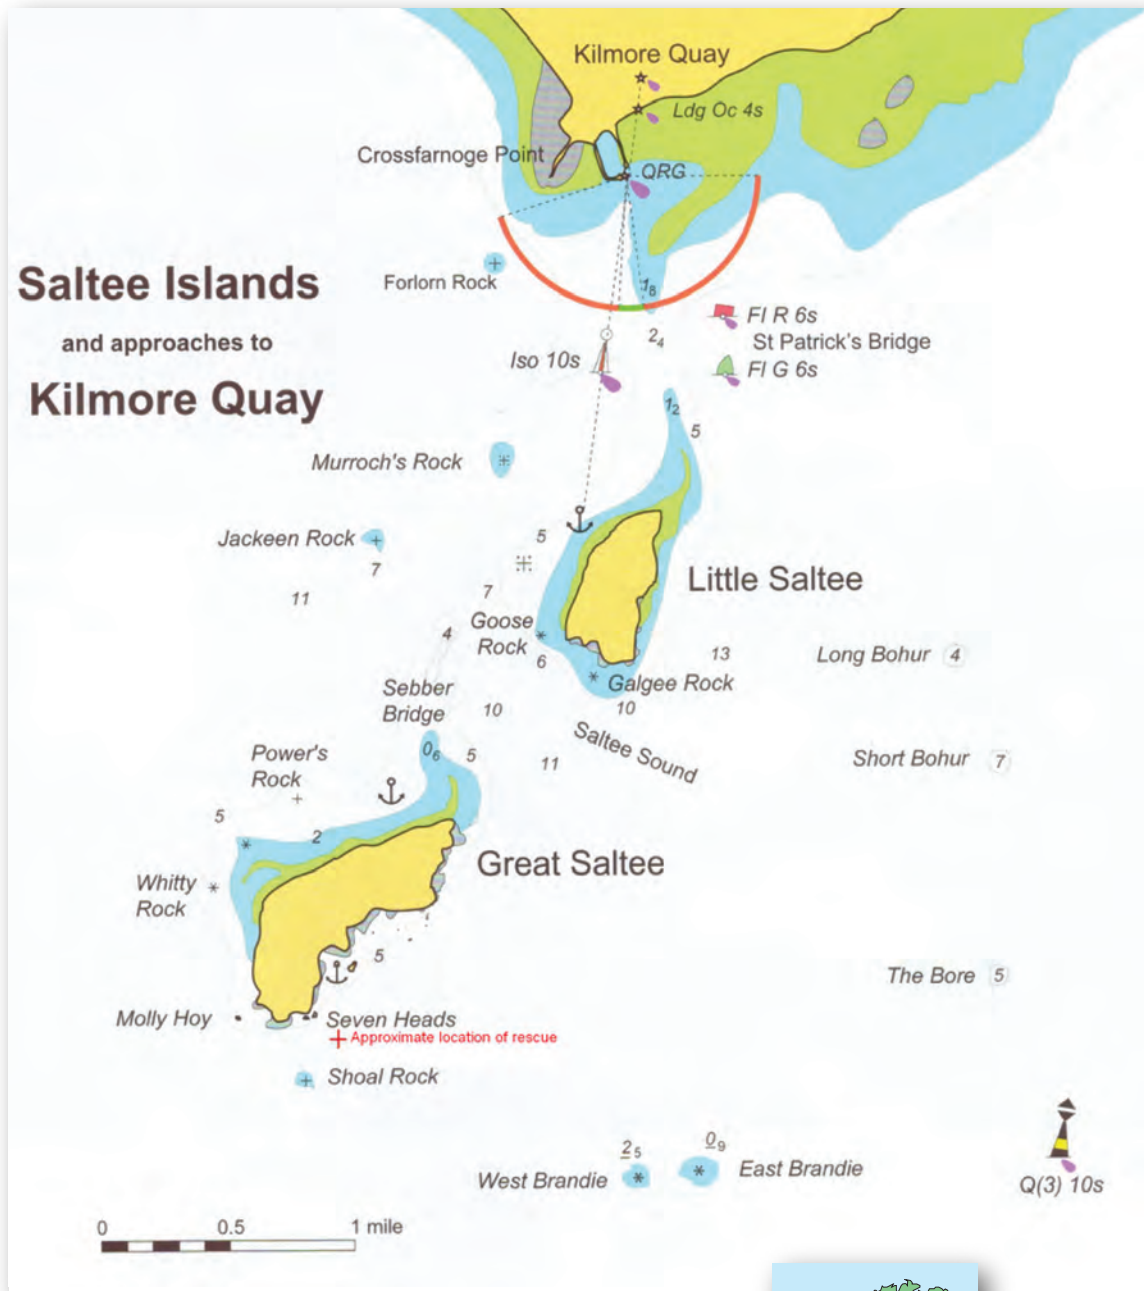 Kilmore Quay
Ldg Oc 4s
Crossfarnoge Point
QRG
Saltee Islands
and approaches to
Kilmore Quay
Forlorn Rock
1₈
Fl R 6s
St Patrick's Bridge
Fl G 6s
2₄
Iso 10s
1₂
5
Murroch's Rock
Jackeen Rock
7
5
11
7
Little Saltee
Goose
Rock
4
6
13
Long Bohur 4
Sebber
Bridge
Galgee Rock
10
10
Saltee Sound
Power's
Rock
0₆
5
11
Short Bohur 7
5
2
Great Saltee
Whitty
Rock
5
The Bore 5
Molly Hoy
Seven Heads
Approximate location of rescue
Shoal Rock
2₅
0₉
West Brandie
East Brandie
Q(3) 10s
0 0.5 1 mile